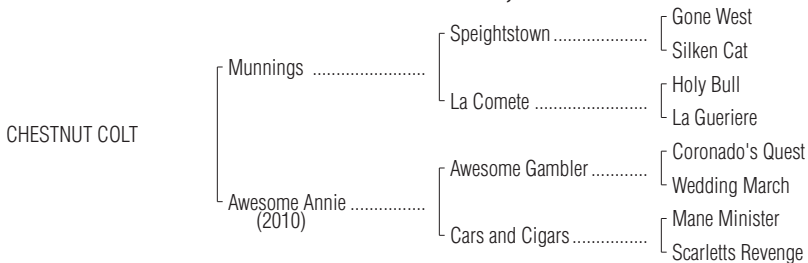 Gone West
Speightstown ....................
Silken Cat
Munnings ........................
Holy Bull
La Comete ........................
La Gueriere
CHESTNUT COLT
Coronado's Quest
Awesome Gambler ............
Wedding March
Awesome Annie ................
(2010)
Mane Minister
Cars and Cigars ................
Scarletts Revenge